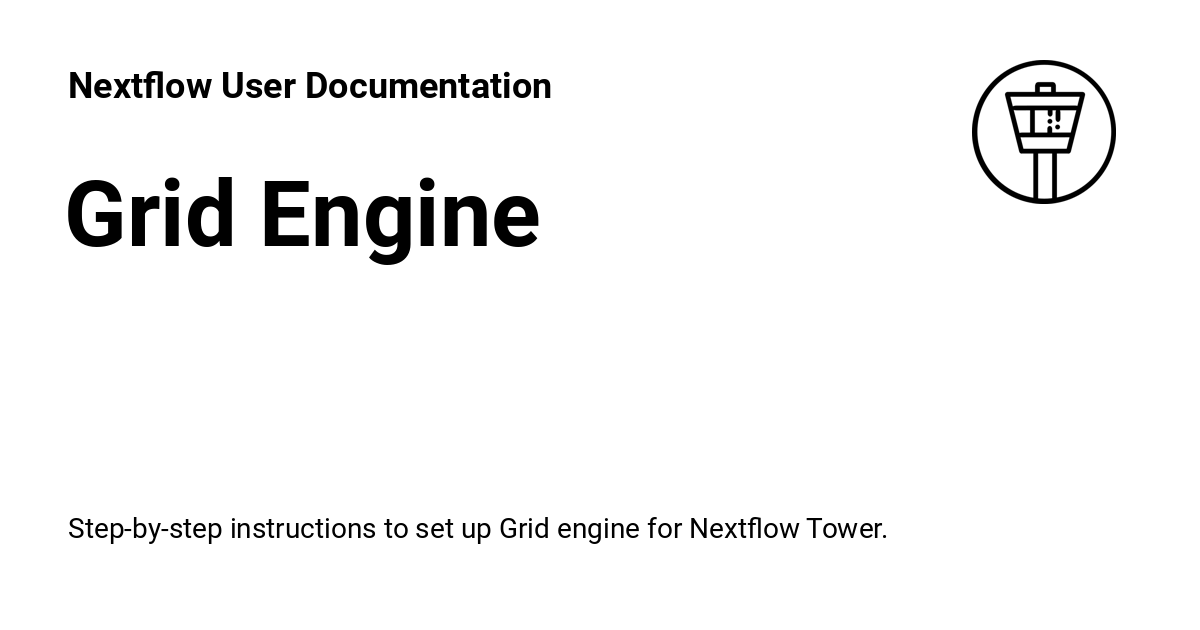 Nextflow User Documentation
Grid Engine
Step-by-step instructions to set up Grid engine for Nextflow Tower.